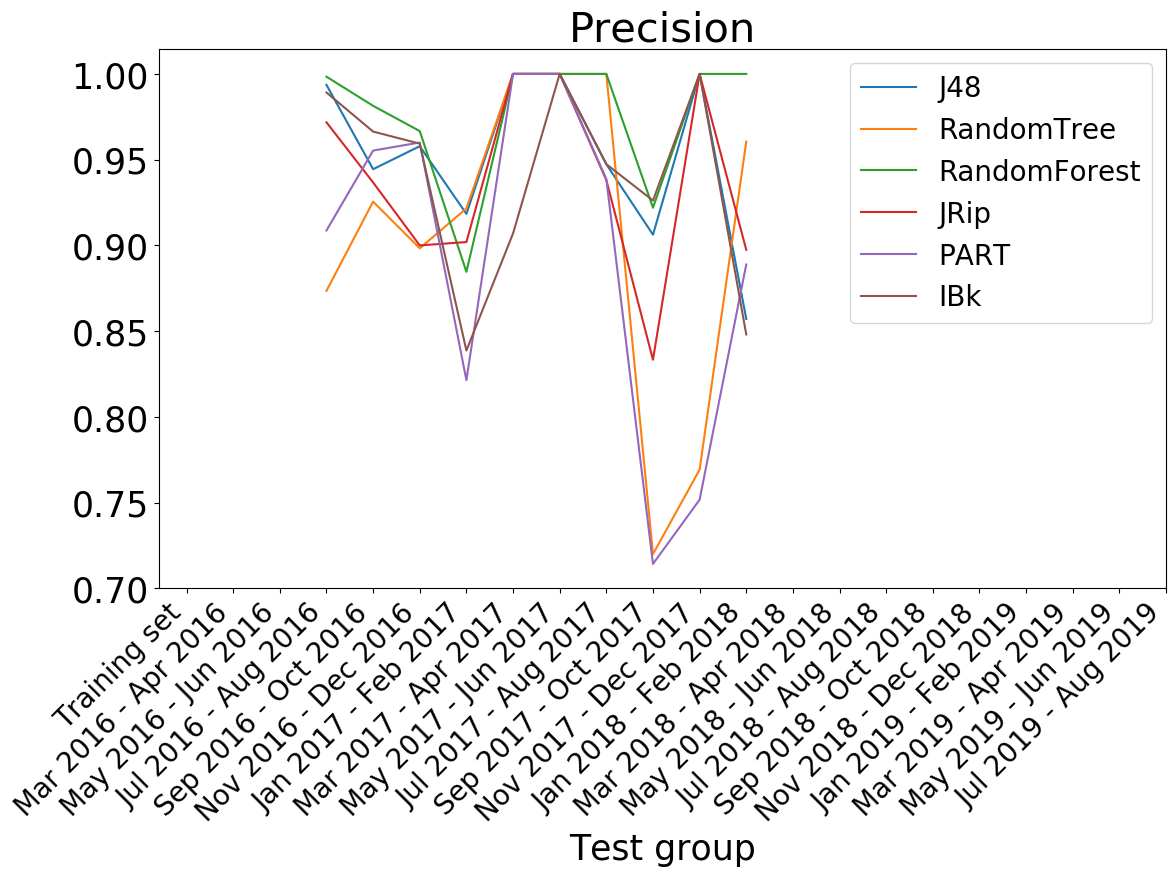 Precision
1.00
0.95
0.90
0.85
0.80
0.75
0.70
J48
RandomTree
RandomForest
JRip
PART
IBk
Training set
Mar 2016 - Apr 2016
May 2016 - Jun 2016
Jul 2016 - Aug 2016
Sep 2016 - Oct 2016
Nov 2016 - Dec 2016
Jan 2017 - Feb 2017
Mar 2017 - Apr 2017
May 2017 - Jun 2017
Jul 2017 - Aug 2017
Sep 2017 - Oct 2017
Nov 2017 - Dec 2017
Jan 2018 - Feb 2018
Mar 2018 - Apr 2018
May 2018 - Jun 2018
Jul 2018 - Aug 2018
Sep 2018 - Oct 2018
Nov 2018 - Dec 2018
Jan 2019 - Feb 2019
Mar 2019 - Apr 2019
May 2019 - Jun 2019
Jul 2019 - Aug 2019
Test group